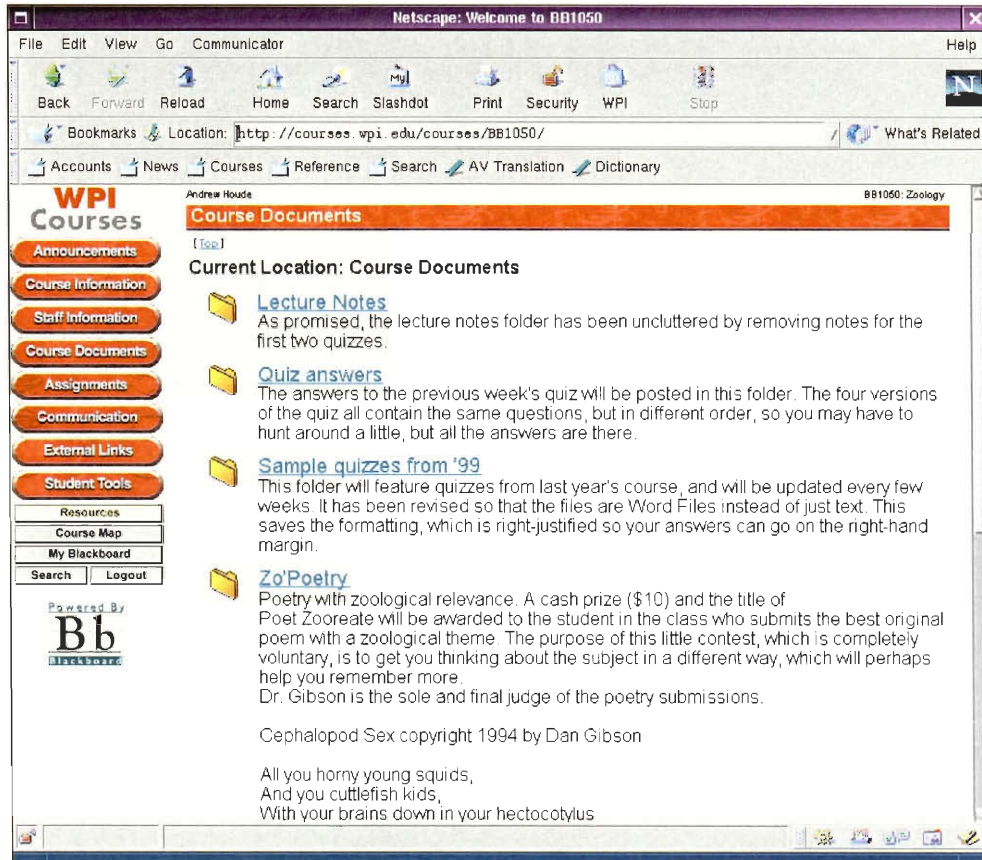 Netscape: Welcome to BB1050
File Edit View Go Communicator Help
My
Back Forward Reload Home Search Slashdot Print Security WPI Stop
N
Bookmarks Location: http://courses.wpi.edu/courses/BB1050/ What's Related
Accounts News Courses Reference Search AV Translation Dictionary
WPI
Courses
Announcements
Course Information
Staff Information
Course Documents
Assignments
Communication
External Links
Student Tools
Resources
Course Map
My Blackboard
Search Logout
Powered By
Bb
Blackboard
Andrew Houde BB1050: Zoology
Course Documents
[Top]
Current Location: Course Documents
Lecture Notes
As promised, the lecture notes folder has been uncluttered by removing notes for the
first two quizzes.
Quiz answers
The answers to the previous week's quiz will be posted in this folder. The four versions
of the quiz all contain the same questions, but in different order, so you may have to
hunt around a little, but all the answers are there.
Sample quizzes from '99
This folder will feature quizzes from last year's course, and will be updated every few
weeks. It has been revised so that the files are Word Files instead of just text. This
saves the formatting, which is right-justified so your answers can go on the right-hand
margin.
Zo'Poetry
Poetry with zoological relevance. A cash prize ($10) and the title of
Poet Zooreate will be awarded to the student in the class who submits the best original
poem with a zoological theme. The purpose of this little contest, which is completely
voluntary, is to get you thinking about the subject in a different way, which will perhaps
help you remember more.
Dr. Gibson is the sole and final judge of the poetry submissions.
Cephalopod Sex copyright 1994 by Dan Gibson
All you horny young squids,
And you cuttlefish kids,
With your brains down in your hectocotylus